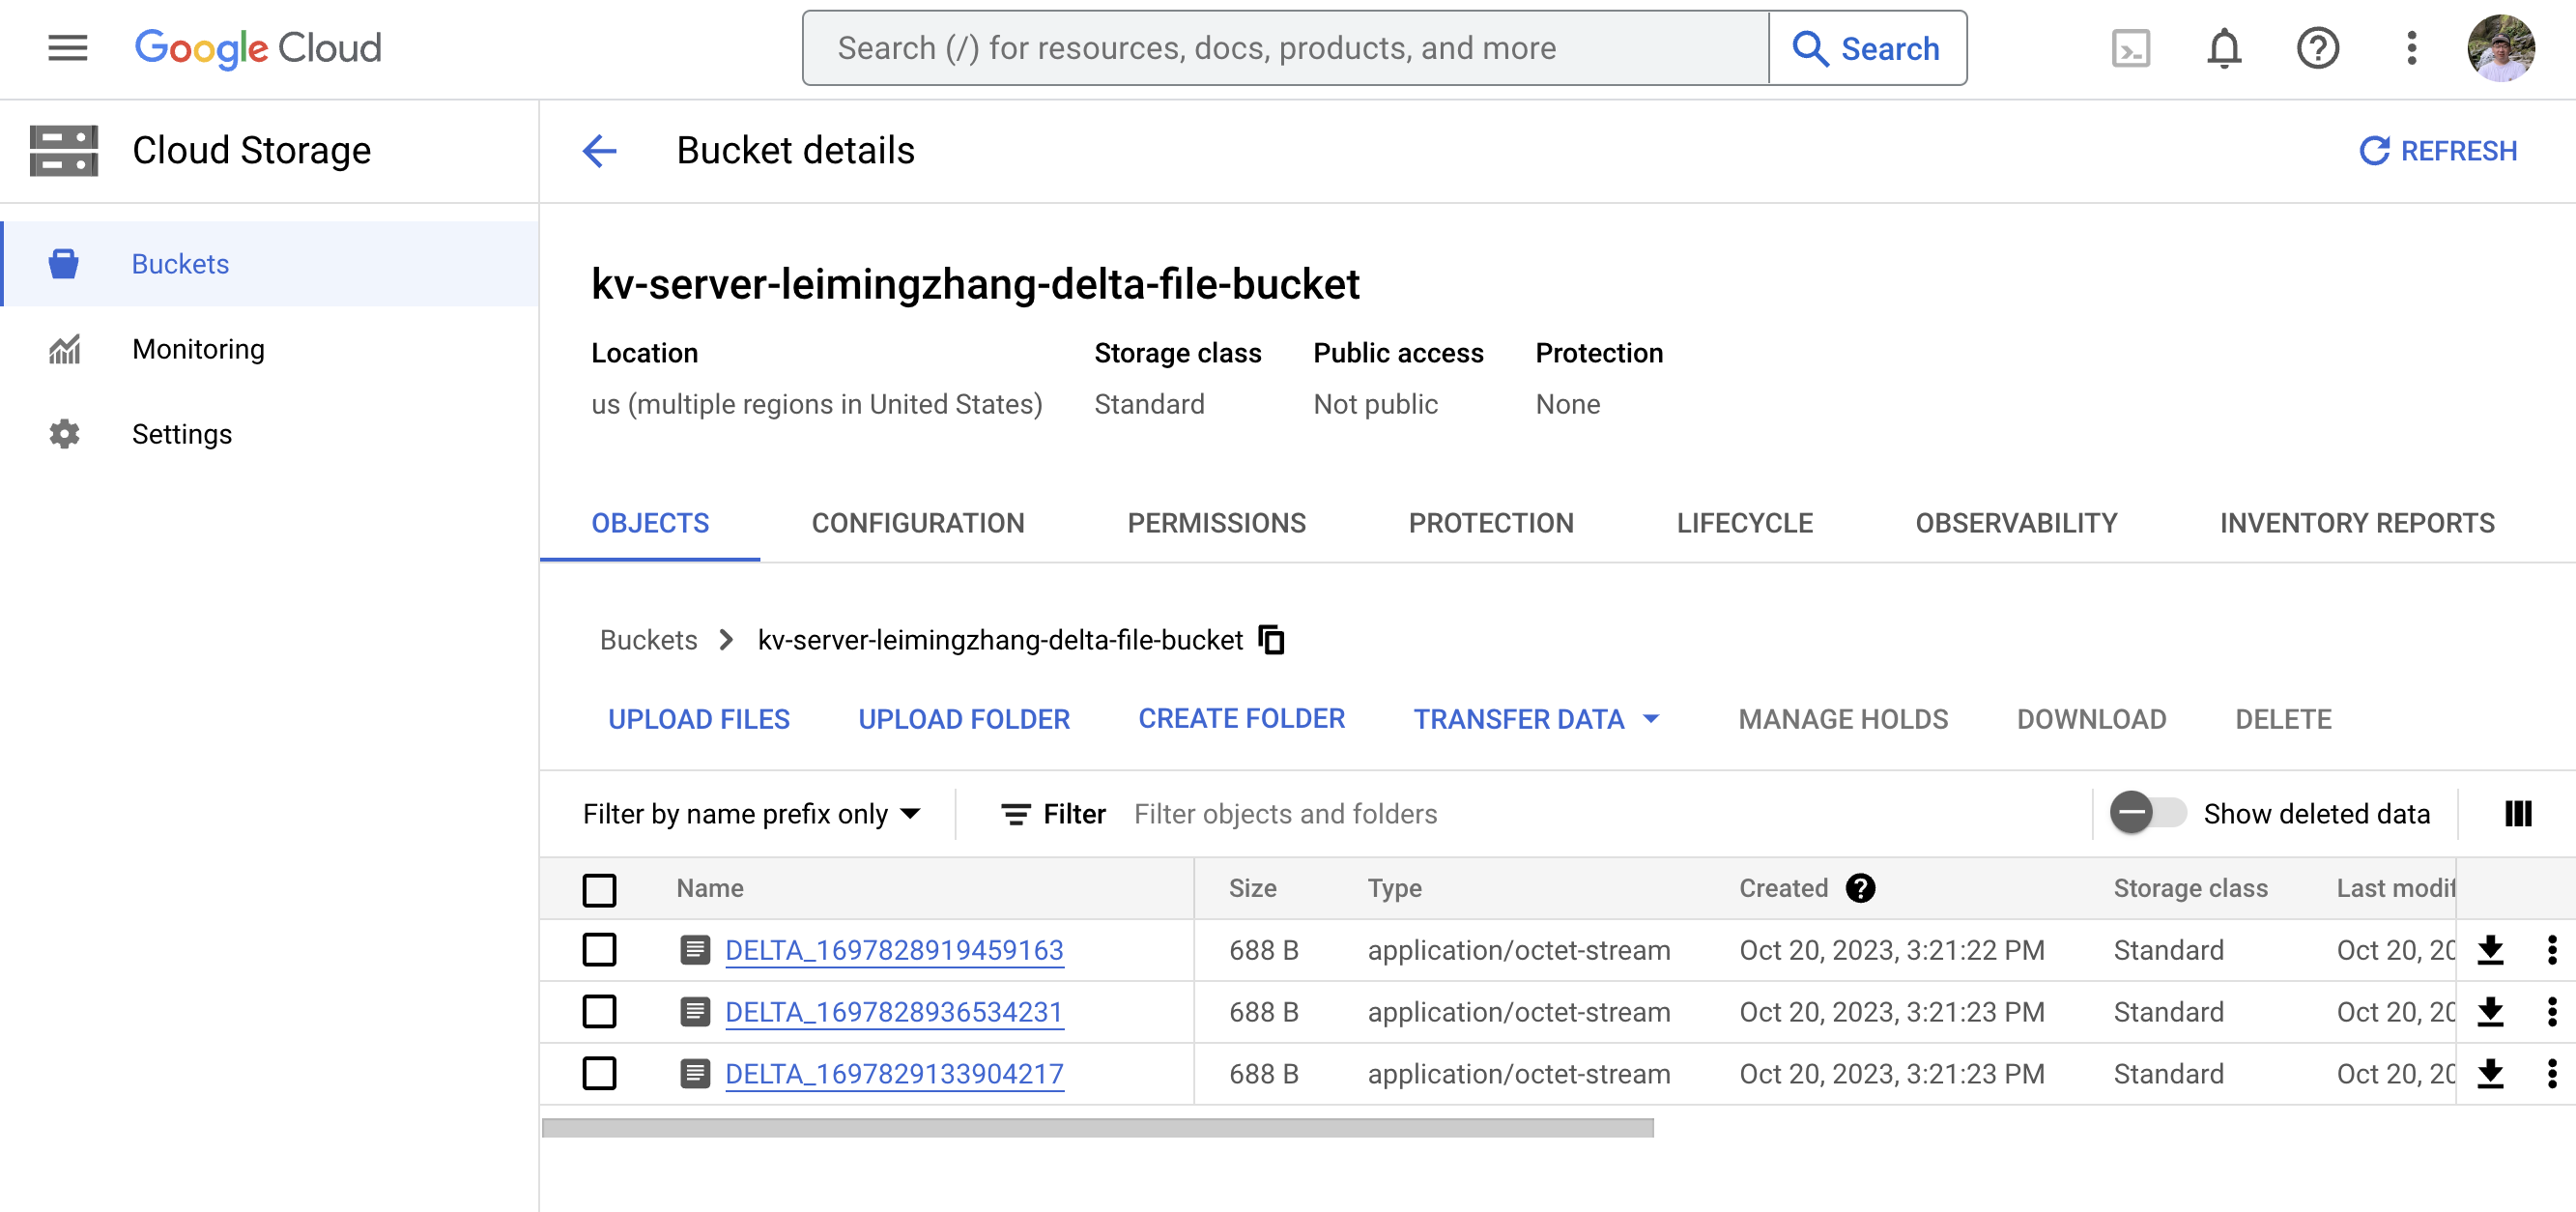 Google Cloud
Search (/) for resources, docs, products, and more
Search
Cloud Storage
Bucket details
REFRESH
Buckets
Monitoring
Settings
kv-server-leimingzhang-delta-file-bucket
Location Storage class Public access Protection
us (multiple regions in United States) Standard Not public None
OBJECTS CONFIGURATION PERMISSIONS PROTECTION LIFECYCLE OBSERVABILITY INVENTORY REPORTS
Buckets kv-server-leimingzhang-delta-file-bucket
UPLOAD FILES UPLOAD FOLDER CREATE FOLDER TRANSFER DATA MANAGE HOLDS DOWNLOAD DELETE
Filter by name prefix only Filter Filter objects and folders Show deleted data
Name Size Type Created Storage class Last modif
DELTA_1697828919459163 688 B application/octet-stream Oct 20, 2023, 3:21:22 PM Standard Oct 20, 20
DELTA_1697828936534231 688 B application/octet-stream Oct 20, 2023, 3:21:23 PM Standard Oct 20, 20
DELTA_1697829133904217 688 B application/octet-stream Oct 20, 2023, 3:21:23 PM Standard Oct 20, 20